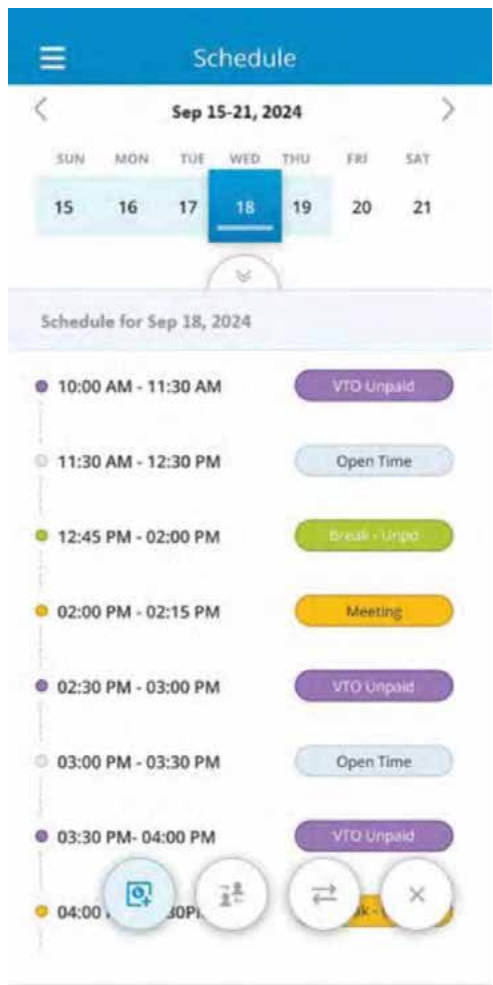 Schedule
Sep 15-21, 2024
SUN MON TUE WED THU FRI SAT
15 16 17 18 19 20 21
Schedule for Sep 18, 2024
10:00 AM - 11:30 AM VTO Unpaid
11:30 AM - 12:30 PM Open Time
12:45 PM - 02:00 PM Break - Unpd
02:00 PM - 02:15 PM Meeting
02:30 PM - 03:00 PM VTO Unpaid
03:00 PM - 03:30 PM Open Time
03:30 PM- 04:00 PM VTO Unpaid
04:00